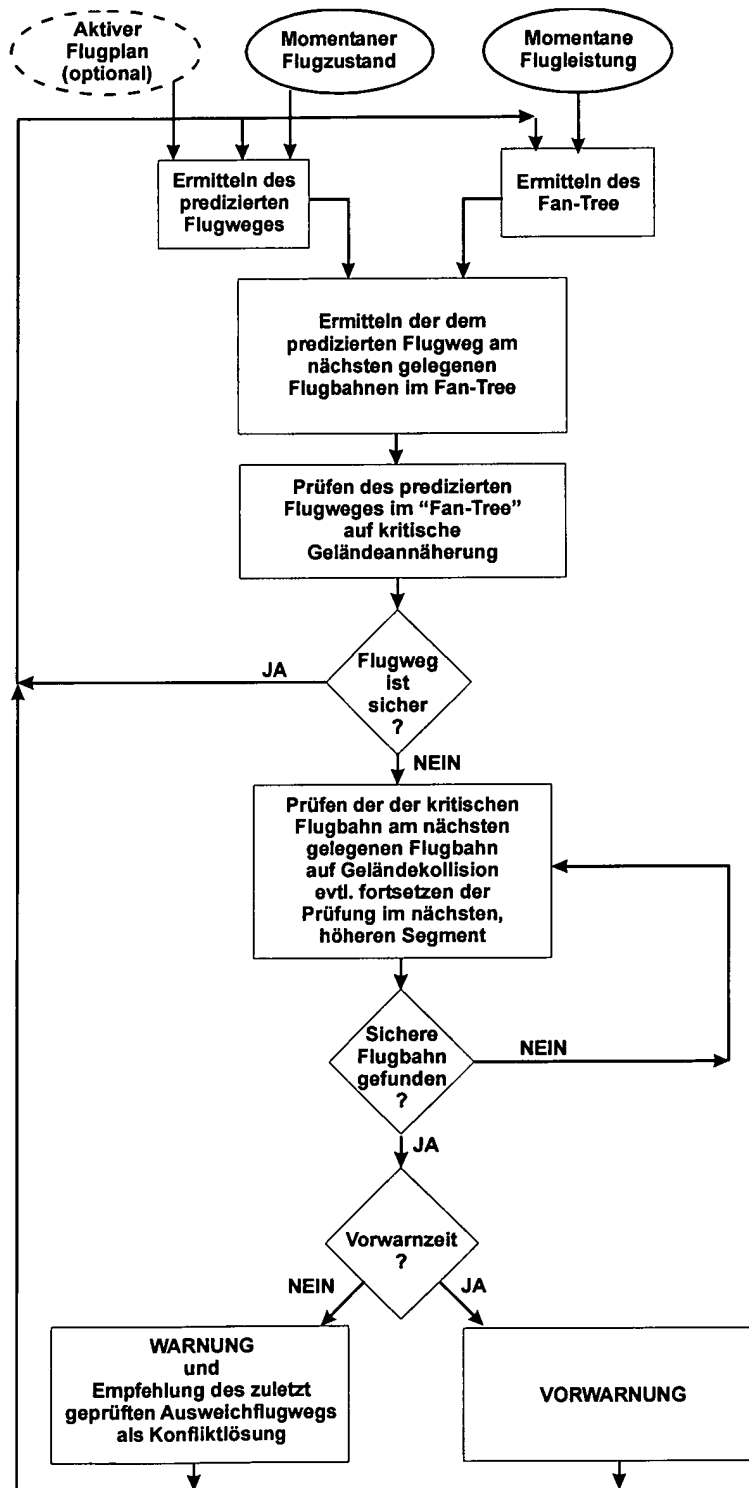 Aktiver
Flugplan
(optional)
Momentaner
Flugzustand
Momentane
Flugleistung
Ermitteln des
predizierten
Flugweges
Ermitteln des
Fan-Tree
Ermitteln der dem
predizierten Flugweg am
nächsten gelegenen
Flugbahnen im Fan-Tree
Prüfen des predizierten
Flugweges im "Fan-Tree"
auf kritische
Geländeannäherung
Flugweg
ist
sicher
?
JA
NEIN
Prüfen der der kritischen
Flugbahn am nächsten
gelegenen Flugbahn
auf Geländekollision
evtl. fortsetzen der
Prüfung im nächsten,
höheren Segment
Sichere
Flugbahn
gefunden
?
NEIN
JA
Vorwarnzeit
?
NEIN
JA
WARNUNG
und
Empfehlung des zuletzt
geprüften Ausweichflugwegs
als Konfliktlösung
VORWARNUNG